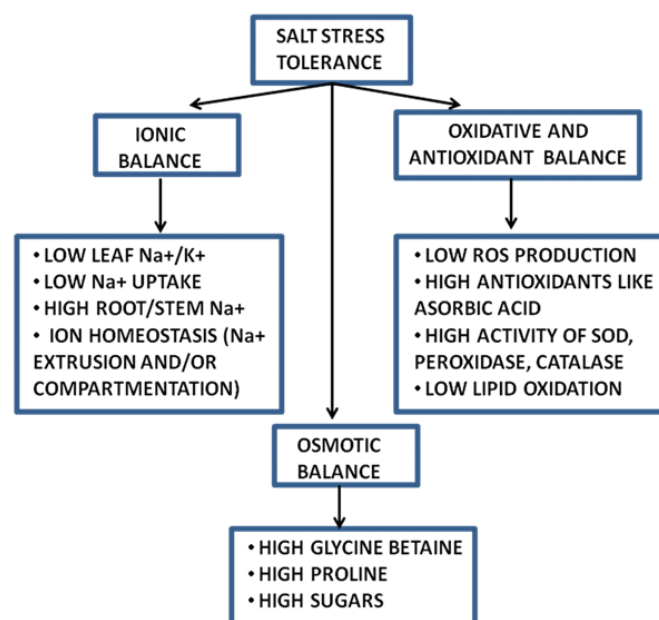 SALT STRESS
TOLERANCE
IONIC
BALANCE
OXIDATIVE AND
ANTIOXIDANT BALANCE
• LOW LEAF Na+/K+
• LOW Na+ UPTAKE
• HIGH ROOT/STEM Na+
• ION HOMEOSTASIS (Na+
EXTRUSION AND/OR
COMPARTMENTATION)
• LOW ROS PRODUCTION
• HIGH ANTIOXIDANTS LIKE
ASORBIC ACID
• HIGH ACTIVITY OF SOD,
PEROXIDASE, CATALASE
• LOW LIPID OXIDATION
OSMOTIC
BALANCE
• HIGH GLYCINE BETAINE
• HIGH PROLINE
• HIGH SUGARS